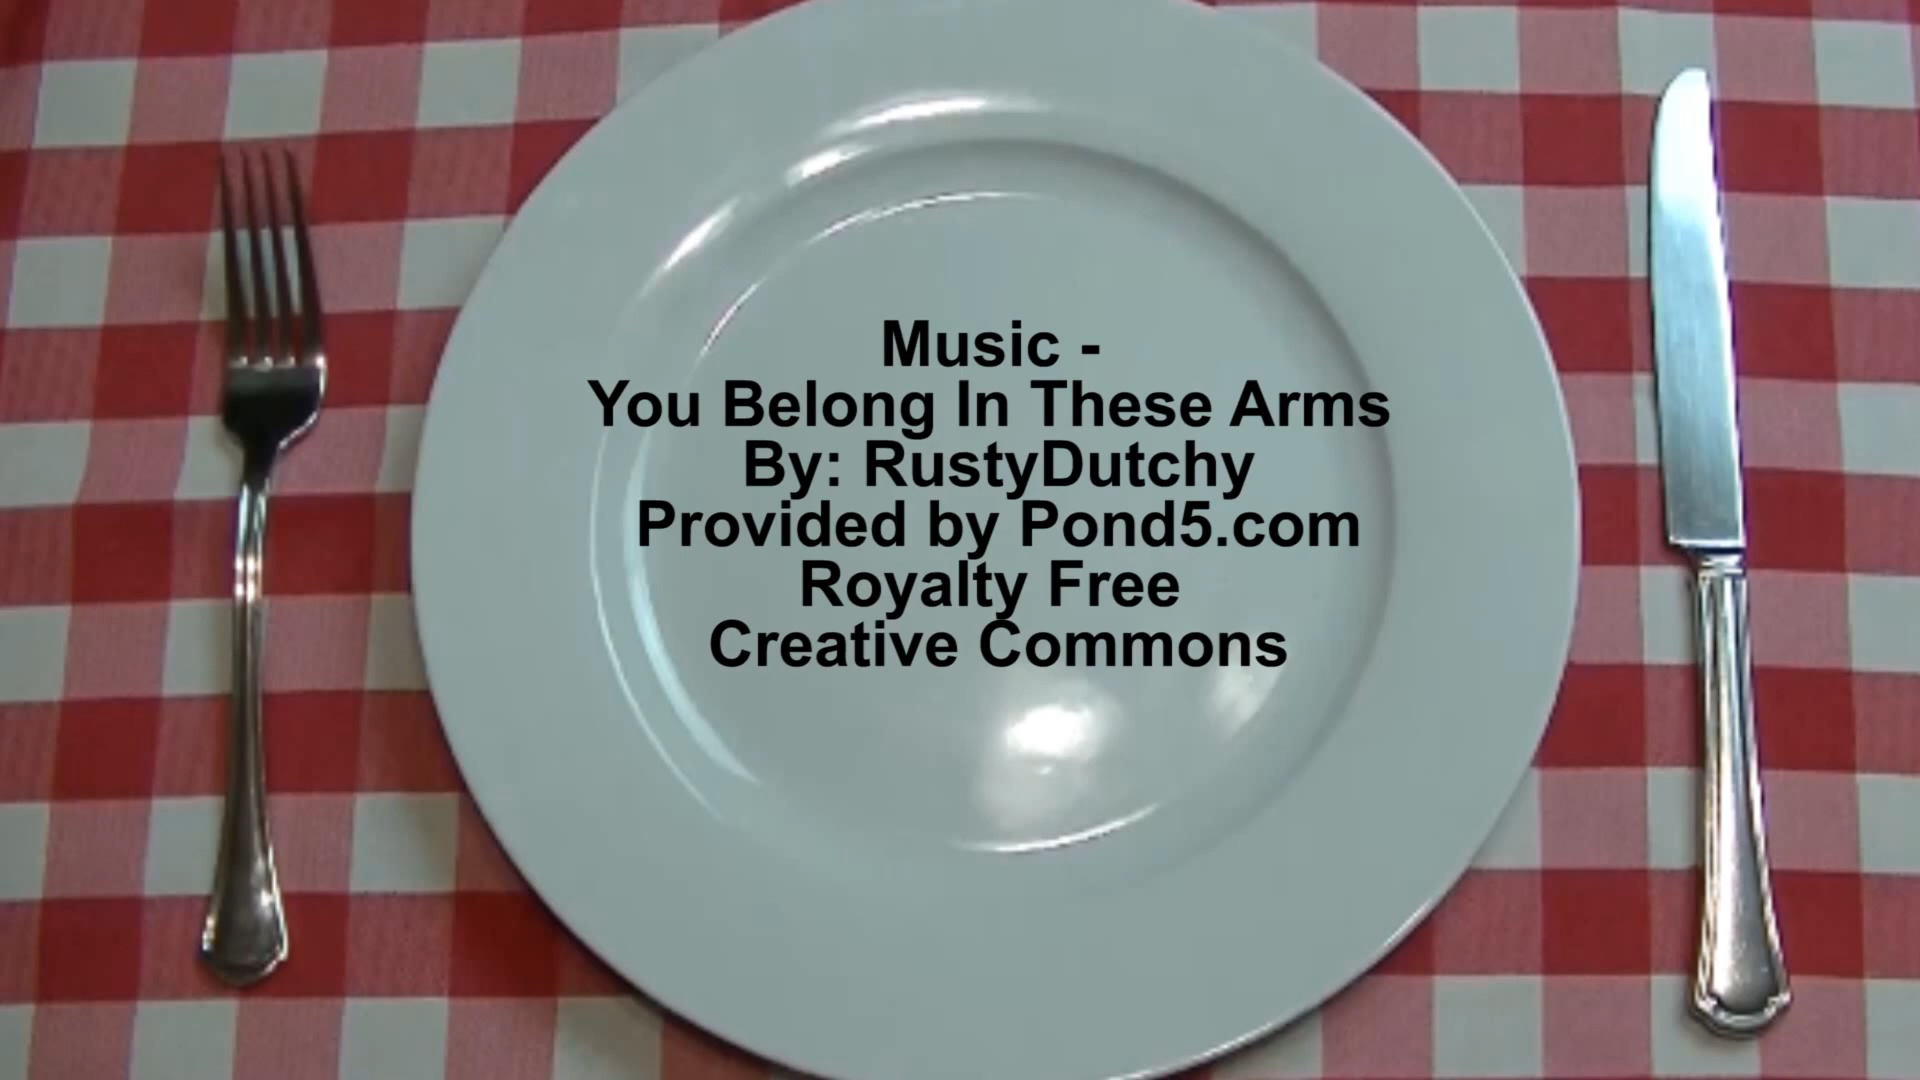 Music -
You Belong In These Arms
By: RustyDutchy
Provided by Pond5.com
Royalty Free
Creative Commons